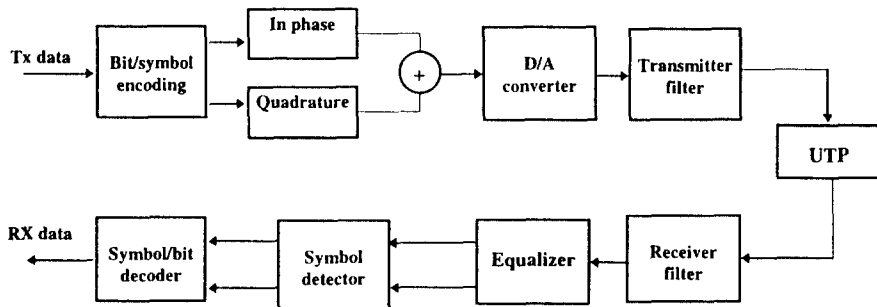 Tx data
Bit/symbol
encoding
In phase
Quadrature
+
D/A
converter
Transmitter
filter
UTP
Receiver
filter
Equalizer
Symbol
detector
Symbol/bit
decoder
RX data